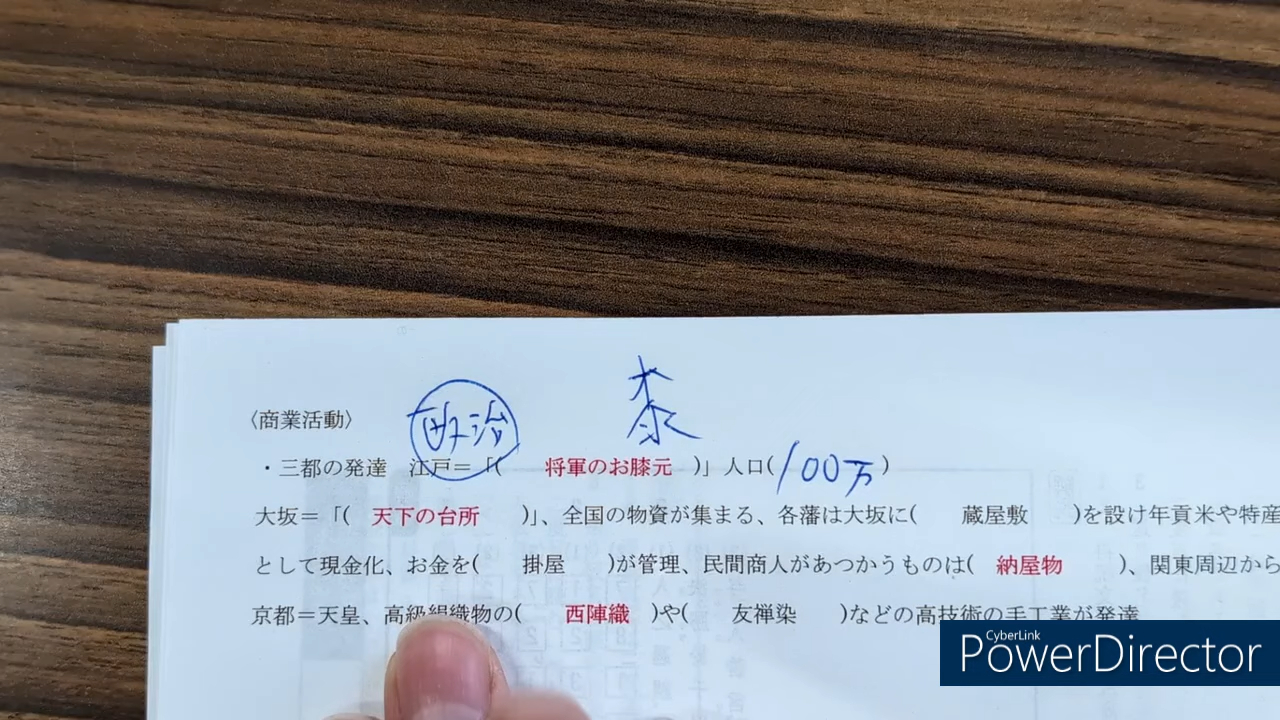 〈商業活動〉
政治
・三都の発達　江戸＝「(　将軍のお膝元　)」人口(100万)
大坂＝「(　天下の台所　)」、全国の物資が集まる、各藩は大坂に(　蔵屋敷　)を設け年貢米や特産
として現金化、お金を(　掛屋　)が管理、民間商人があつかうものは(　納屋物　)、関東周辺から
京都＝天皇、高級絹織物の(　西陣織　)や(　友禅染　)などの高技術の手工業が発達
CyberLink
PowerDirector